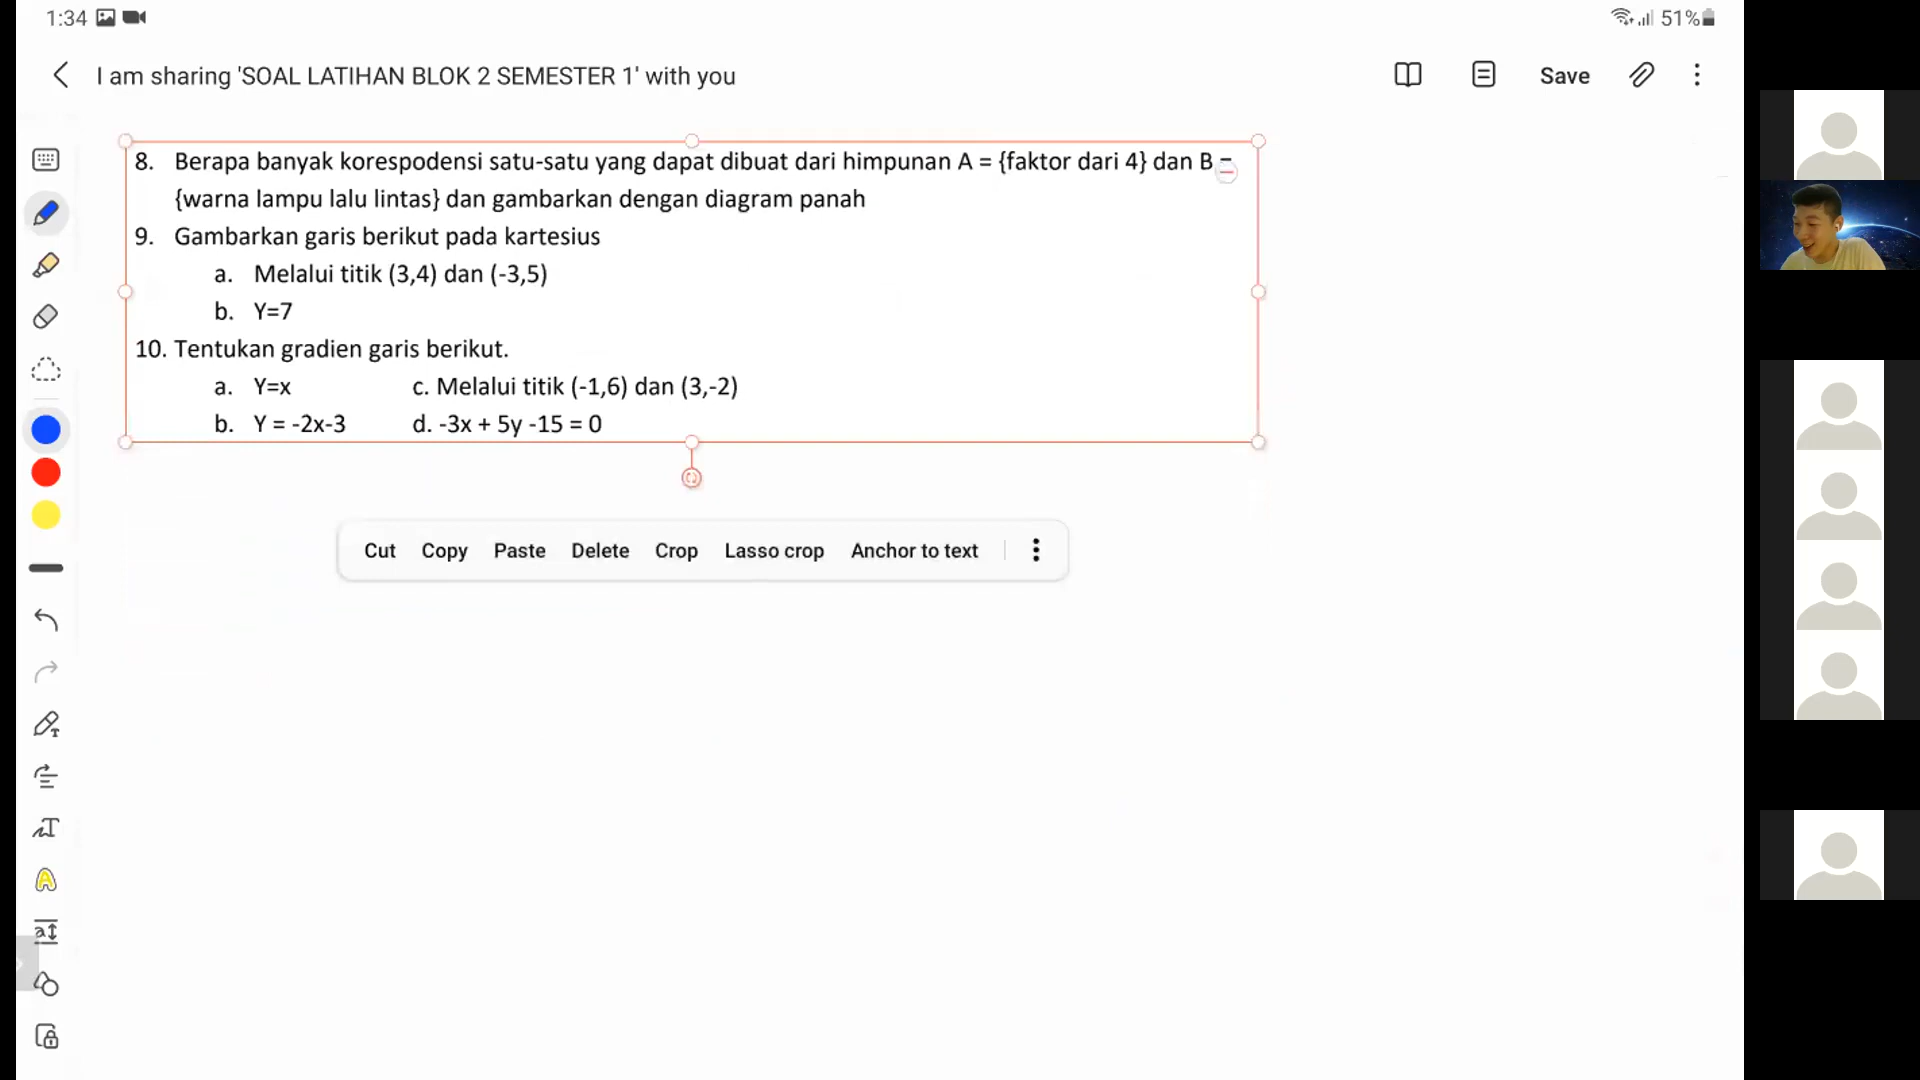 1:34
51%
I am sharing 'SOAL LATIHAN BLOK 2 SEMESTER 1' with you
Save
8. Berapa banyak korespodensi satu-satu yang dapat dibuat dari himpunan A = {faktor dari 4} dan B =
{warna lampu lalu lintas} dan gambarkan dengan diagram panah
9. Gambarkan garis berikut pada kartesius
a. Melalui titik (3,4) dan (-3,5)
b. Y=7
10. Tentukan gradien garis berikut.
a. Y=x c. Melalui titik (-1,6) dan (3,-2)
b. Y = -2x-3 d. -3x + 5y -15 = 0
Cut Copy Paste Delete Crop Lasso crop Anchor to text